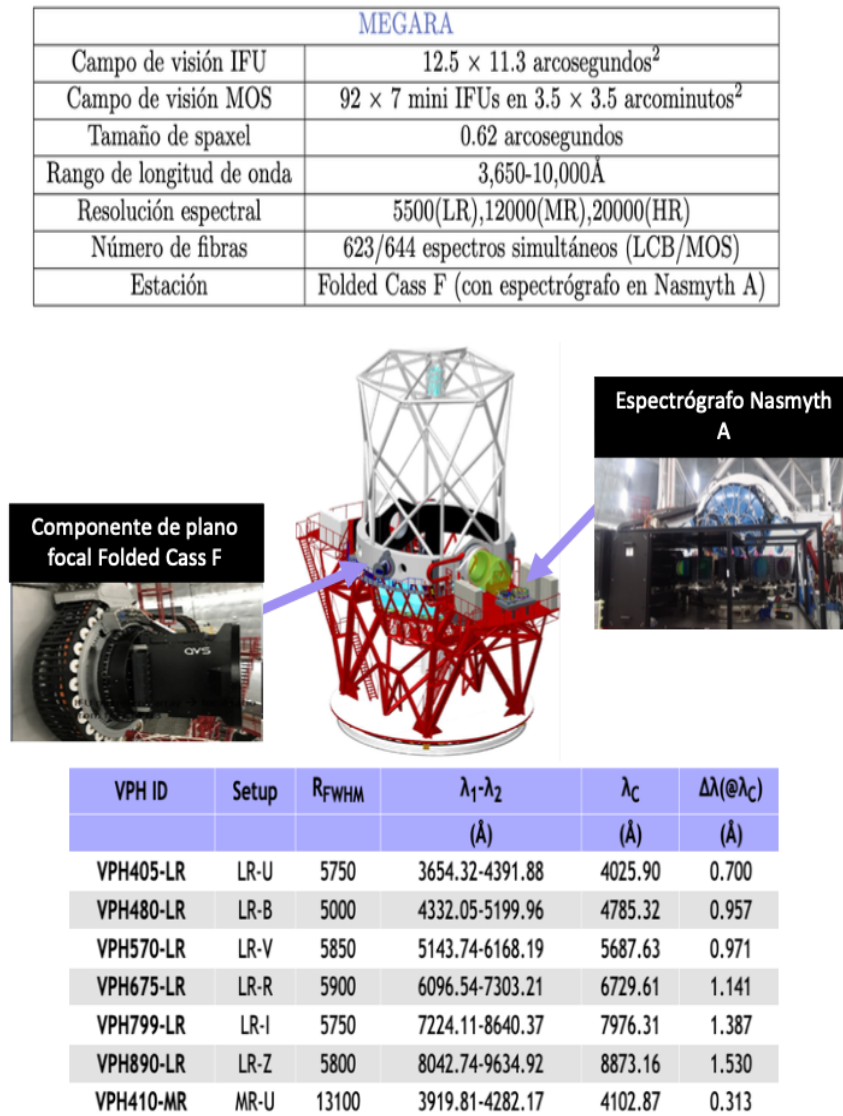 MEGARA
Campo de visión IFU 12.5 × 11.3 arcosegundos²
Campo de visión MOS 92 × 7 mini IFUs en 3.5 × 3.5 arcominutos²
Tamaño de spaxel 0.62 arcosegundos
Rango de longitud de onda 3,650-10,000Å
Resolución espectral 5500(LR),12000(MR),20000(HR)
Número de fibras 623/644 espectros simultáneos (LCB/MOS)
Estación Folded Cass F (con espectrógrafo en Nasmyth A)
Espectrógrafo Nasmyth
A
Componente de plano
focal Folded Cass F
VPH ID Setup R_FWHM λ₁-λ₂ λ_C Δλ(@λ_C)
(Å) (Å) (Å)
VPH405-LR LR-U 5750 3654.32-4391.88 4025.90 0.700
VPH480-LR LR-B 5000 4332.05-5199.96 4785.32 0.957
VPH570-LR LR-V 5850 5143.74-6168.19 5687.63 0.971
VPH675-LR LR-R 5900 6096.54-7303.21 6729.61 1.141
VPH799-LR LR-I 5750 7224.11-8640.37 7976.31 1.387
VPH890-LR LR-Z 5800 8042.74-9634.92 8873.16 1.530
VPH410-MR MR-U 13100 3919.81-4282.17 4102.87 0.313